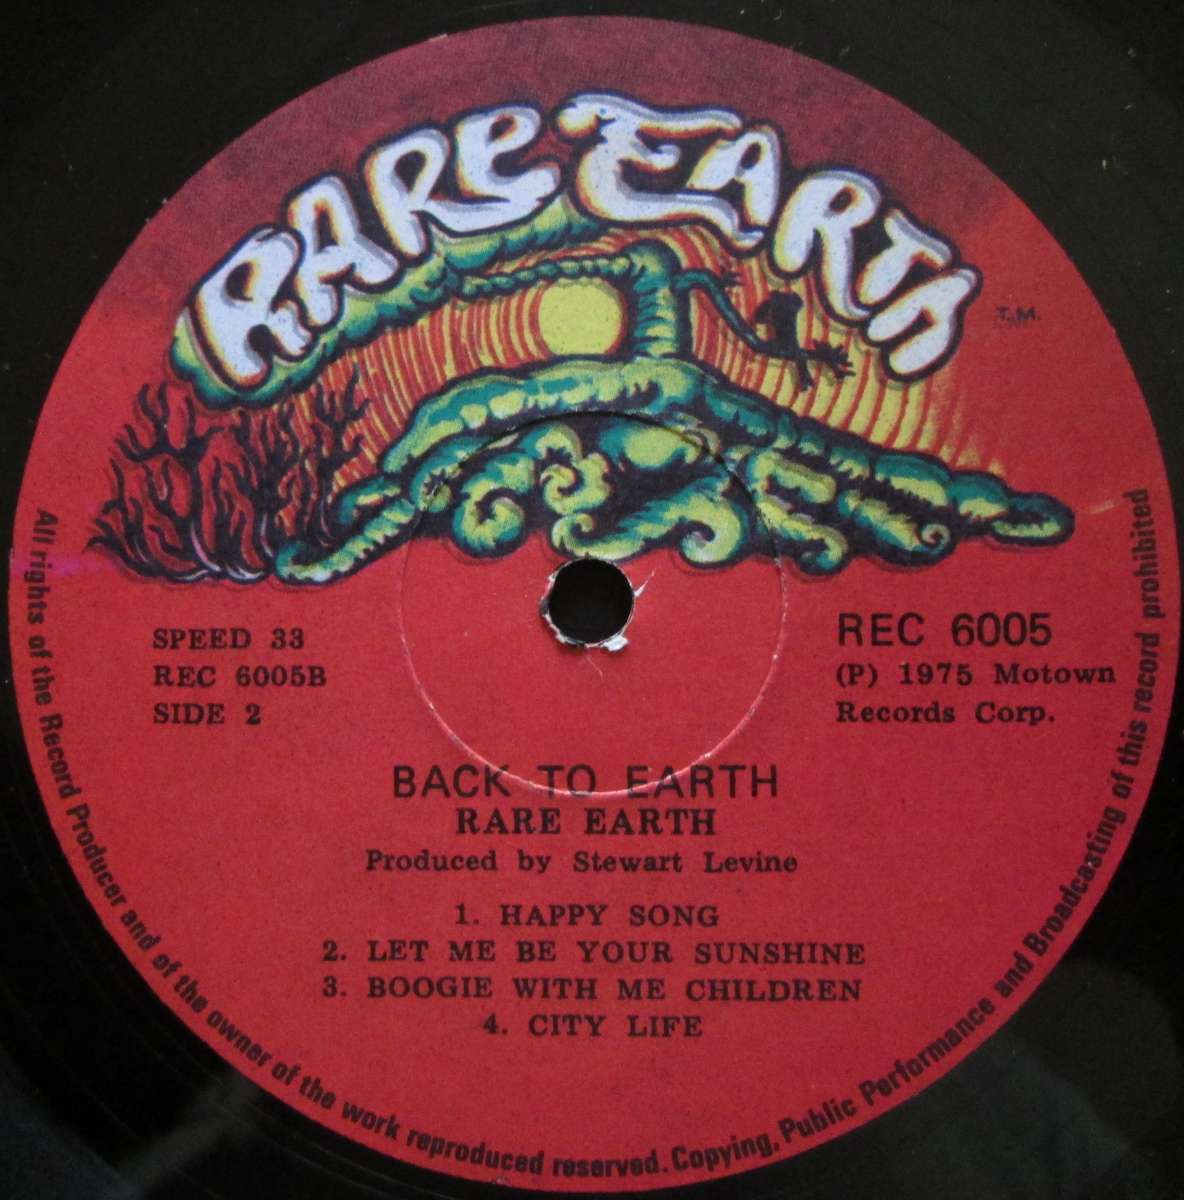 RARE EARTH
T.M.
SPEED 33
REC 6005B
SIDE 2
REC 6005
(P) 1975 Motown
Records Corp.
BACK TO EARTH
RARE EARTH
Produced by Stewart Levine
1. HAPPY SONG
2. LET ME BE YOUR SUNSHINE
3. BOOGIE WITH ME CHILDREN
4. CITY LIFE
All rights of the Record Producer and of the owner of the work reproduced reserved. Copying, Public Performance and Broadcasting of this record prohibited